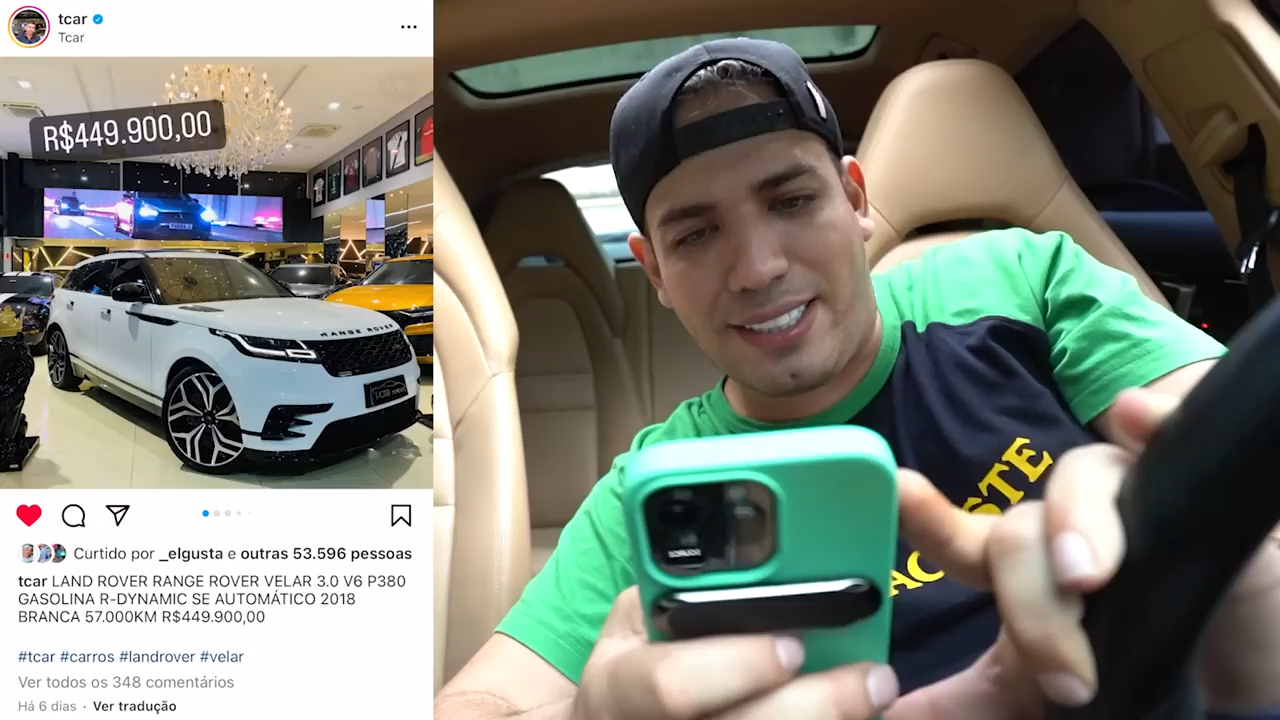 tcar
Tcar
R$449.900,00
RANGE ROVER
Curtido por _elgusta e outras 53.596 pessoas
tcar LAND ROVER RANGE ROVER VELAR 3.0 V6 P380
GASOLINA R-DYNAMIC SE AUTOMÁTICO 2018
BRANCA 57.000KM R$449.900,00
#tcar #carros #landrover #velar
Ver todos os 348 comentários
Há 6 dias · Ver tradução
STE
AC